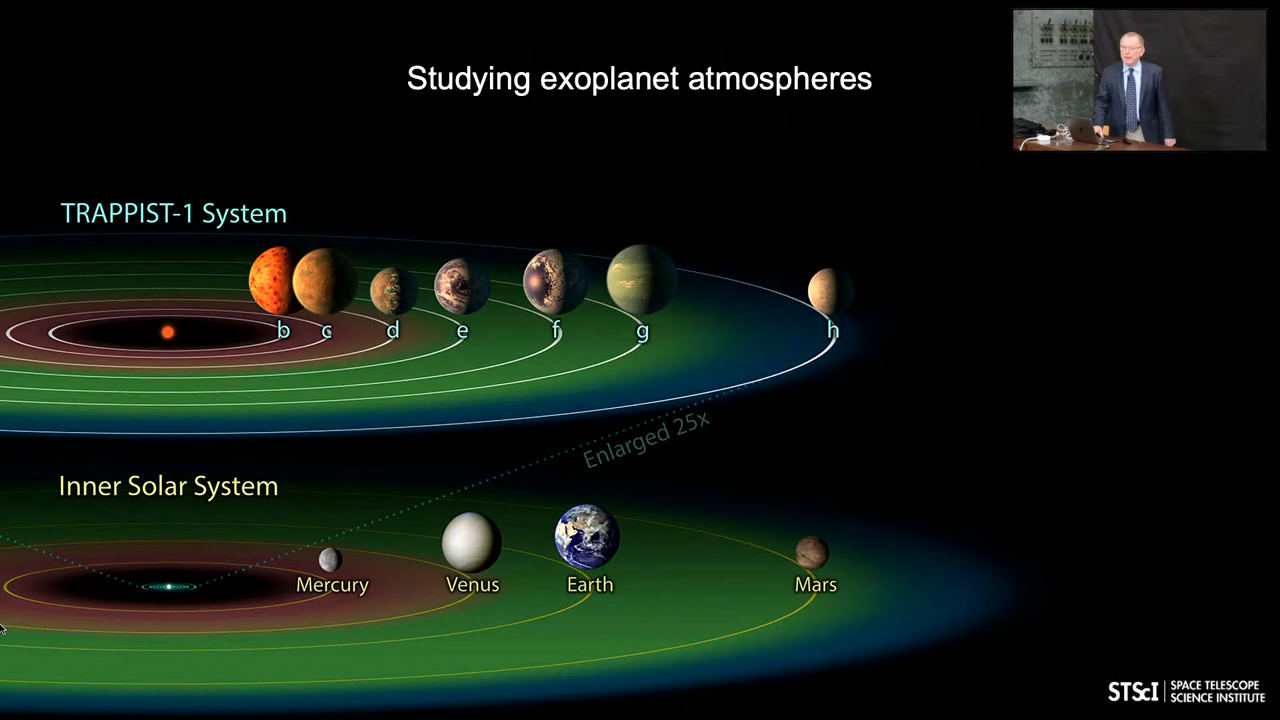 Studying exoplanet atmospheres
TRAPPIST-1 System
b c d e f g h
Enlarged 25x
Inner Solar System
Mercury Venus Earth Mars
STScI | SPACE TELESCOPE
SCIENCE INSTITUTE